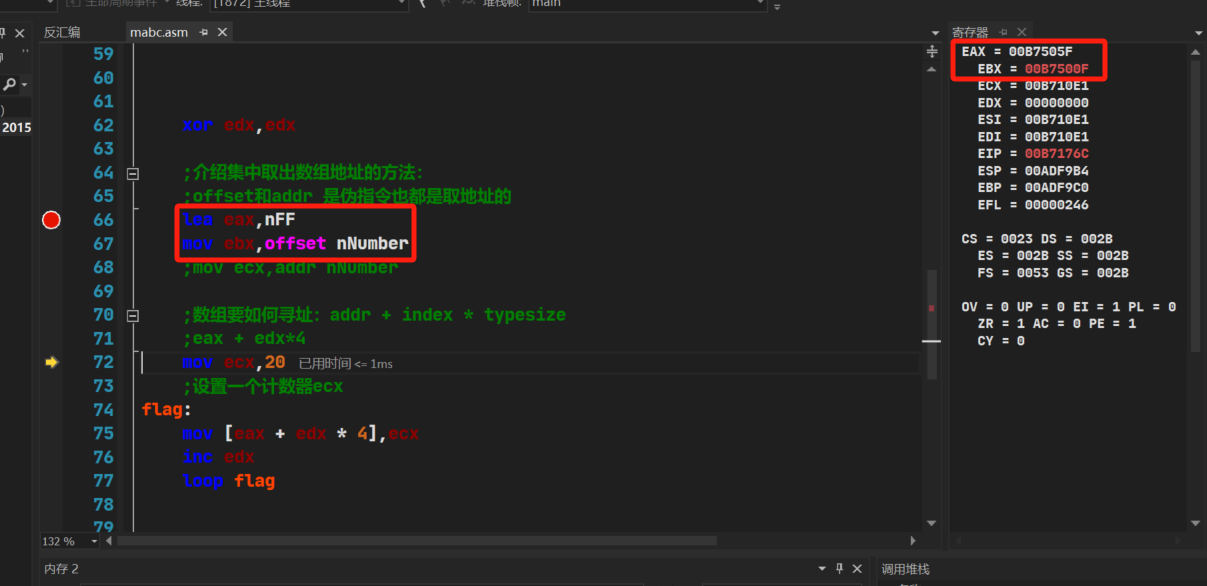 生命周期事件 线程: [1872] 主线程 堆栈帧: main
反汇编 mabc.asm
2015
59
60
61
62 xor edx,edx
63
64 ;介绍集中取出数组地址的方法:
65 ;offset和addr 是伪指令也都是取地址的
66 lea eax,nFF
67 mov ebx,offset nNumber
68 ;mov ecx,addr nNumber
69
70 ;数组要如何寻址: addr + index * typesize
71 ;eax + edx*4
72 mov ecx,20 已用时间 <= 1ms
73 ;设置一个计数器ecx
74 flag:
75 mov [eax + edx * 4],ecx
76 inc edx
77 loop flag
78
79
132 %
内存 2
寄存器
EAX = 00B7505F
EBX = 00B7500F
ECX = 00B710E1
EDX = 00000000
ESI = 00B710E1
EDI = 00B710E1
EIP = 00B7176C
ESP = 00ADF9B4
EBP = 00ADF9C0
EFL = 00000246
CS = 0023 DS = 002B
ES = 002B SS = 002B
FS = 0053 GS = 002B
OV = 0 UP = 0 EI = 1 PL = 0
ZR = 1 AC = 0 PE = 1
CY = 0
调用堆栈